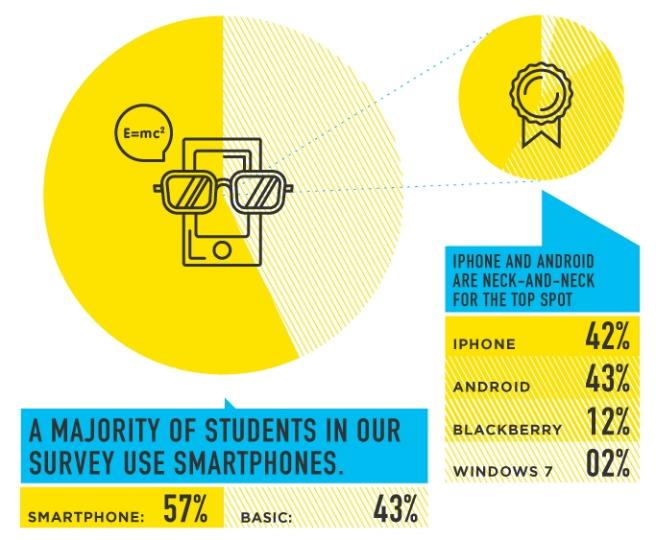 E=mc²
IPHONE AND ANDROID
ARE NECK-AND-NECK
FOR THE TOP SPOT
IPHONE 42%
ANDROID 43%
BLACKBERRY 12%
WINDOWS 7 02%
A MAJORITY OF STUDENTS IN OUR
SURVEY USE SMARTPHONES.
SMARTPHONE: 57% BASIC: 43%